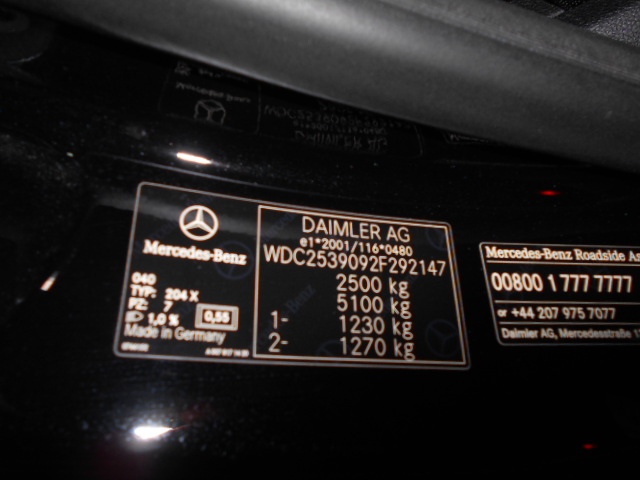 Mercedes-Benz
040
TYP: 204 X
PZ: 7
1,0 % 0,55
Made in Germany
DAIMLER AG
e1*2001/116*0480
WDC2539092F292147
2500 kg
5100 kg
1- 1230 kg
2- 1270 kg
Mercedes-Benz Roadside As
00800 1 777 7777
or +44 207 975 7077
Daimler AG, Mercedesstraße